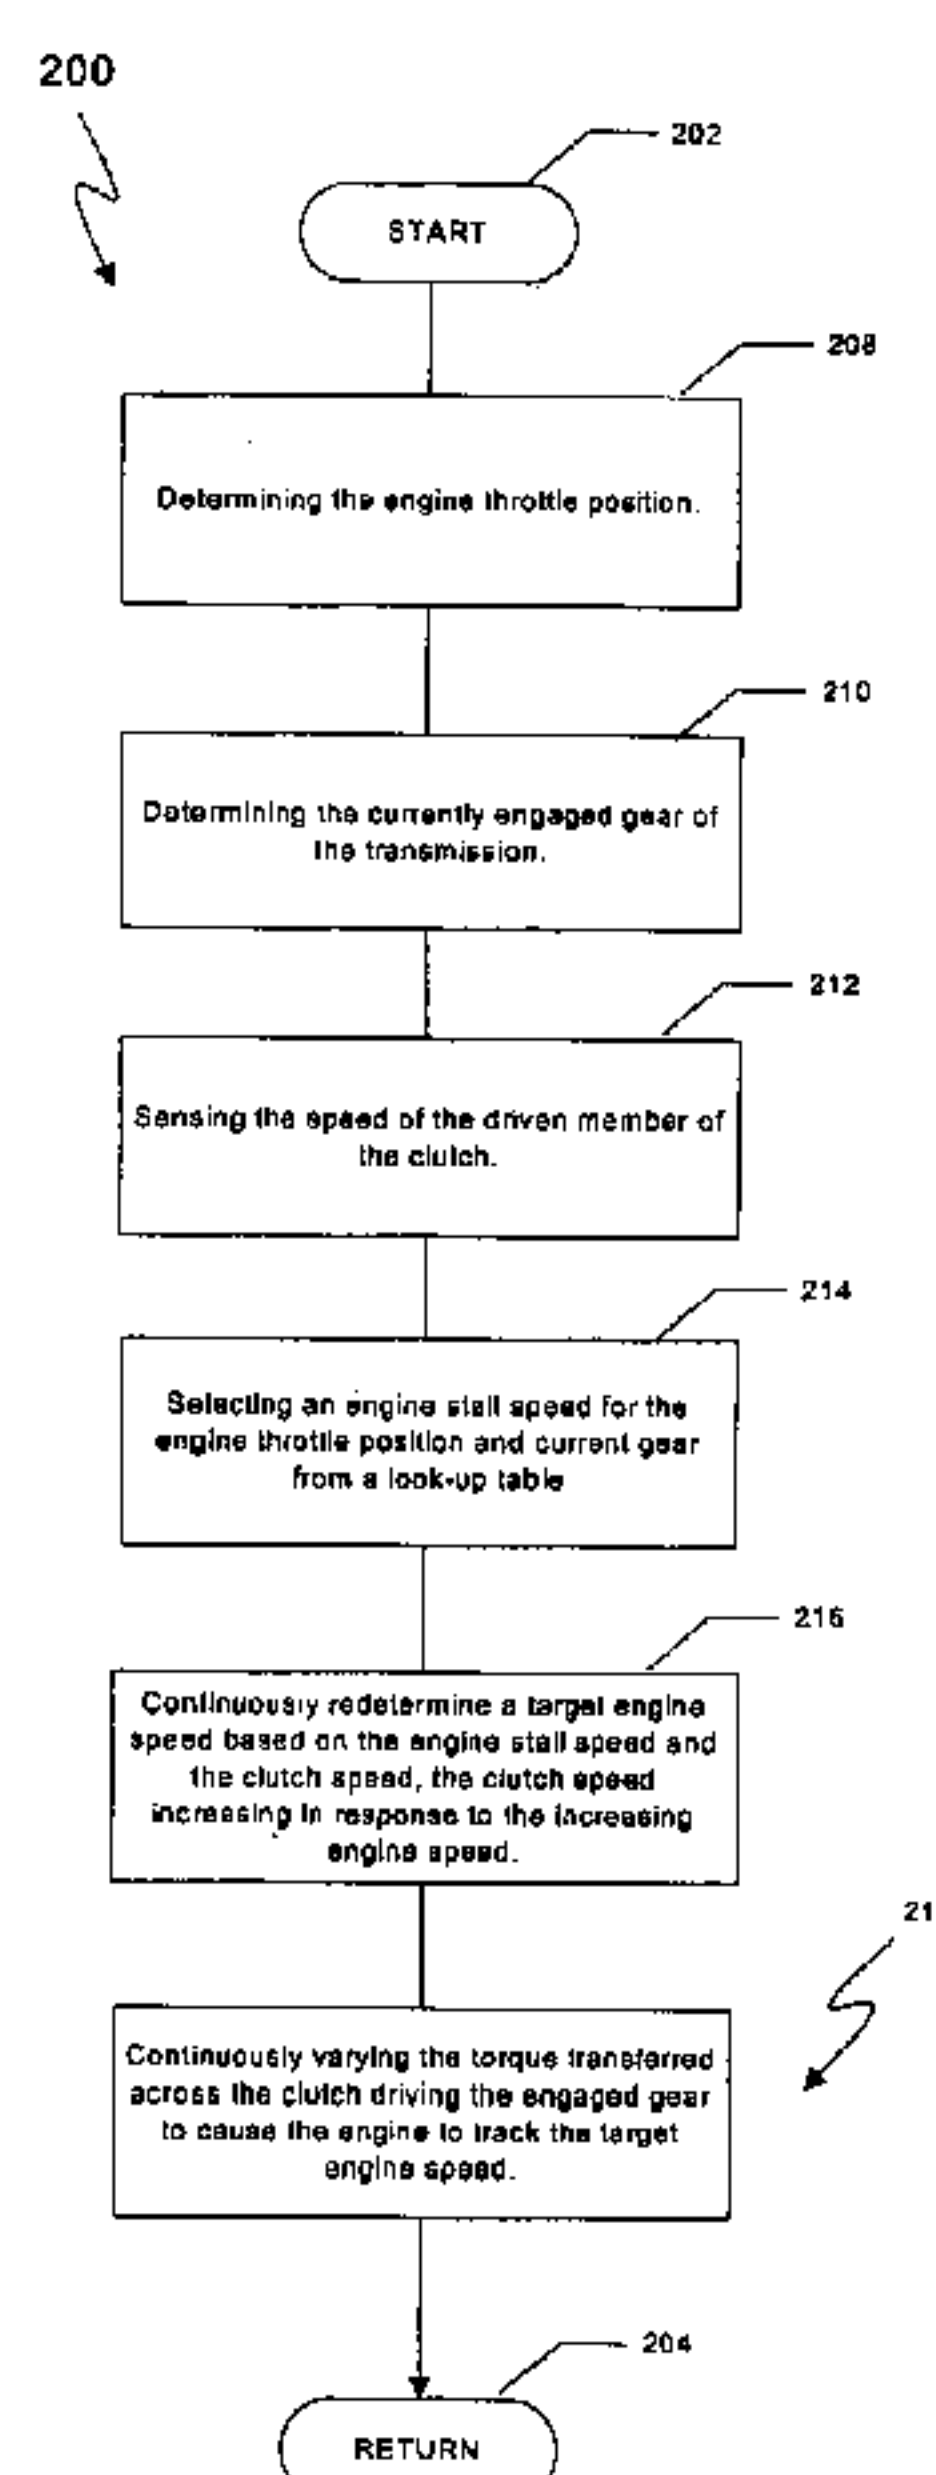 200
202
START
208
Determining the engine throttle position.
210
Determining the currently engaged gear of
the transmission.
212
Sensing the speed of the driven member of
the clutch.
214
Selecting an engine stall speed for the
engine throttle position and current gear
from a look-up table
216
Continuously redetermine a target engine
speed based on the engine stall speed and
the clutch speed, the clutch speed
increasing in response to the increasing
engine speed.
21
Continuously varying the torque transferred
across the clutch driving the engaged gear
to cause the engine to track the target
engine speed.
204
RETURN